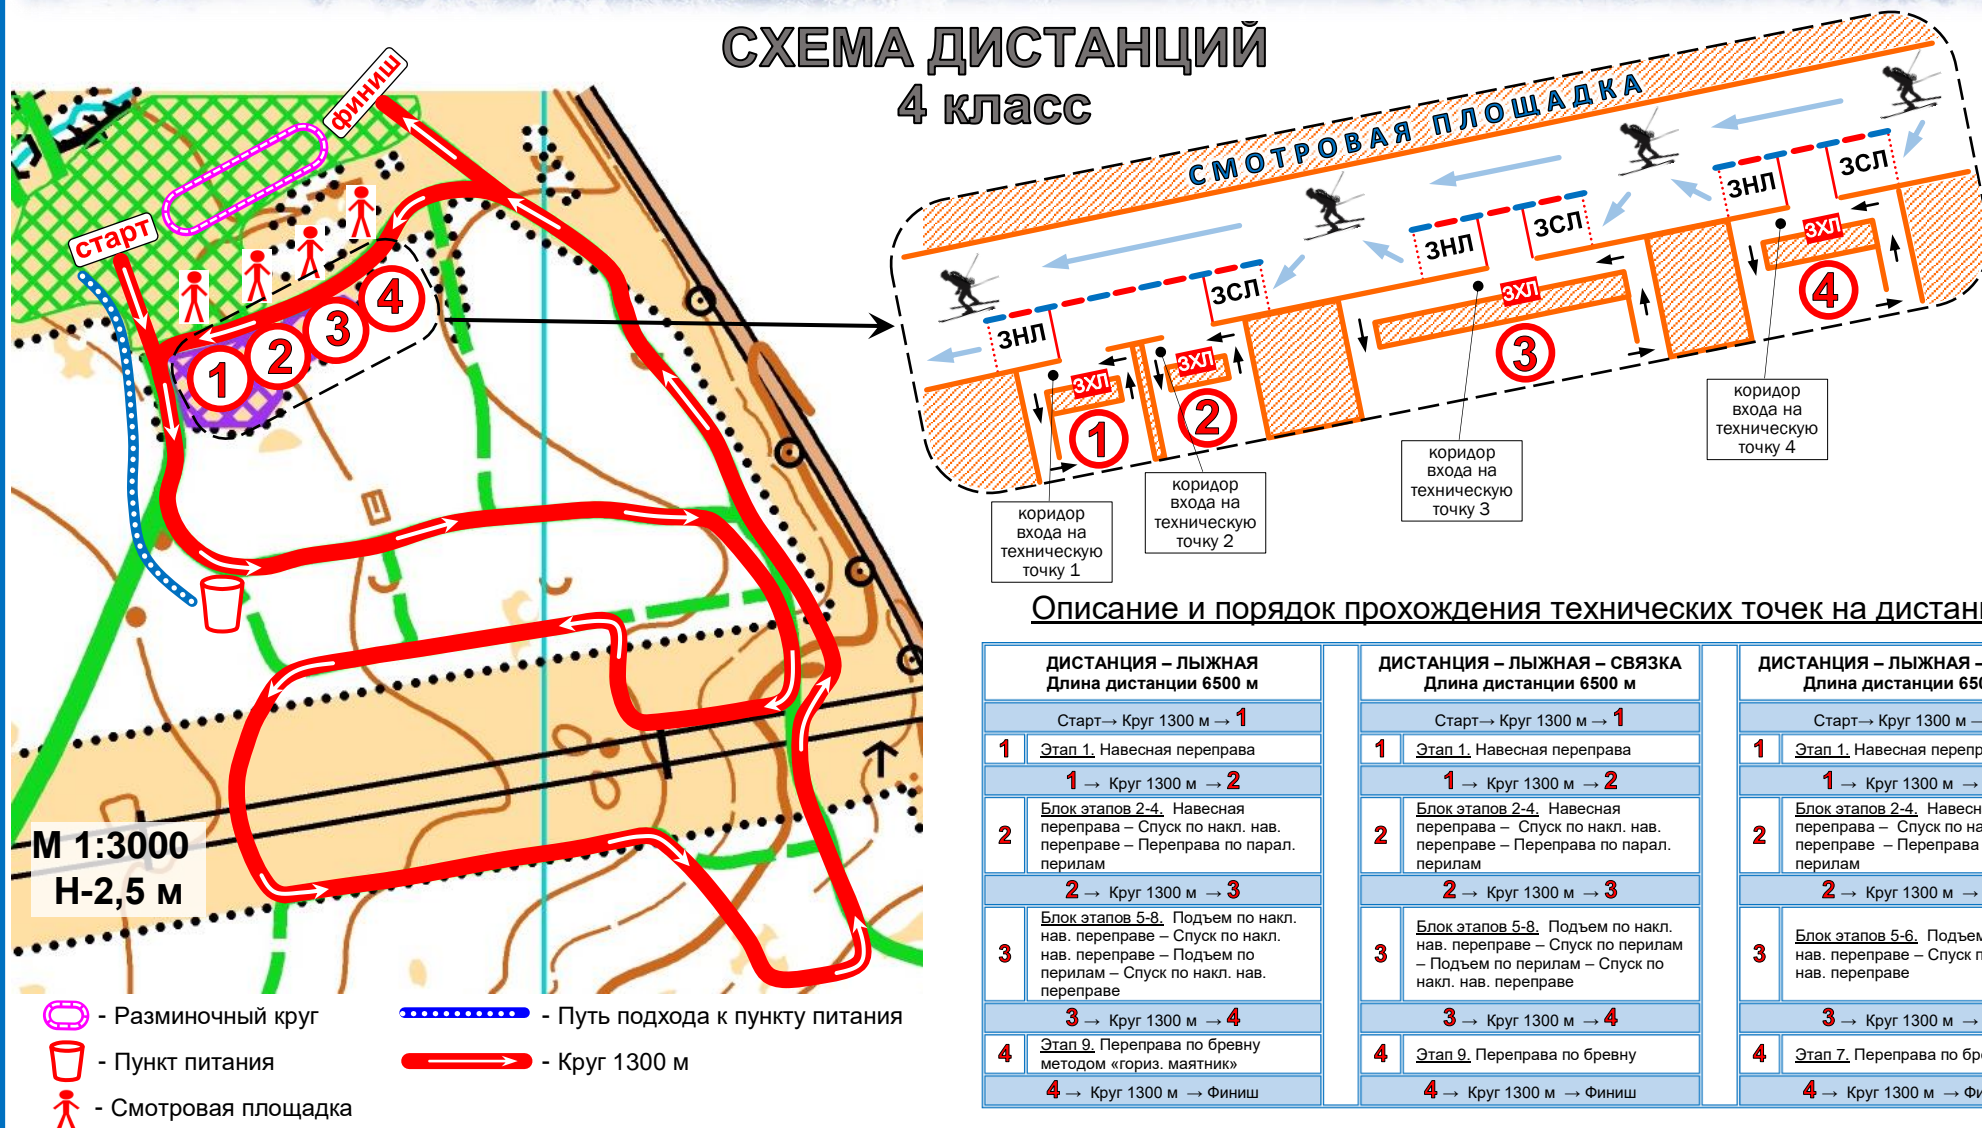 СХЕМА ДИСТАНЦИЙ
4 класс
финиш
старт
1
2
3
4
М 1:3000
Н-2,5 м
- Разминочный круг
- Пункт питания
- Смотровая площадка
- Путь подхода к пункту питания
- Круг 1300 м
СМОТРОВАЯ ПЛОЩАДКА
ЗНЛ
ЗСЛ
ЗНЛ
ЗСЛ
ЗНЛ
ЗСЛ
ЗХЛ
ЗХЛ
ЗХЛ
ЗХЛ
1
2
3
4
коридор
входа на
техническую
точку 1
коридор
входа на
техническую
точку 2
коридор
входа на
техническую
точку 3
коридор
входа на
техническую
точку 4
Описание и порядок прохождения технических точек на дистан
ДИСТАНЦИЯ – ЛЫЖНАЯ
Длина дистанции 6500 м
Старт→ Круг 1300 м → 1
1 Этап 1. Навесная переправа
1 → Круг 1300 м → 2
2 Блок этапов 2-4. Навесная
переправа – Спуск по накл. нав.
переправе – Переправа по парал.
перилам
2 → Круг 1300 м → 3
3 Блок этапов 5-8. Подъем по накл.
нав. переправе – Спуск по накл.
нав. переправе – Подъем по
перилам – Спуск по накл. нав.
переправе
3 → Круг 1300 м → 4
4 Этап 9. Переправа по бревну
методом «гориз. маятник»
4 → Круг 1300 м → Финиш
ДИСТАНЦИЯ – ЛЫЖНАЯ – СВЯЗКА
Длина дистанции 6500 м
Старт→ Круг 1300 м → 1
1 Этап 1. Навесная переправа
1 → Круг 1300 м → 2
2 Блок этапов 2-4. Навесная
переправа – Спуск по накл. нав.
переправе – Переправа по парал.
перилам
2 → Круг 1300 м → 3
3 Блок этапов 5-8. Подъем по накл.
нав. переправе – Спуск по перилам
– Подъем по перилам – Спуск по
накл. нав. переправе
3 → Круг 1300 м → 4
4 Этап 9. Переправа по бревну
4 → Круг 1300 м → Финиш
ДИСТАНЦИЯ – ЛЫЖНАЯ –
Длина дистанции 650
Старт→ Круг 1300 м →
1 Этап 1. Навесная перепр
1 → Круг 1300 м →
2 Блок этапов 2-4. Навесн
переправа – Спуск по на
переправе – Переправа
перилам
2 → Круг 1300 м →
3 Блок этапов 5-6. Подъем
нав. переправе – Спуск п
нав. переправе
3 → Круг 1300 м →
4 Этап 7. Переправа по бр
4 → Круг 1300 м → Фи